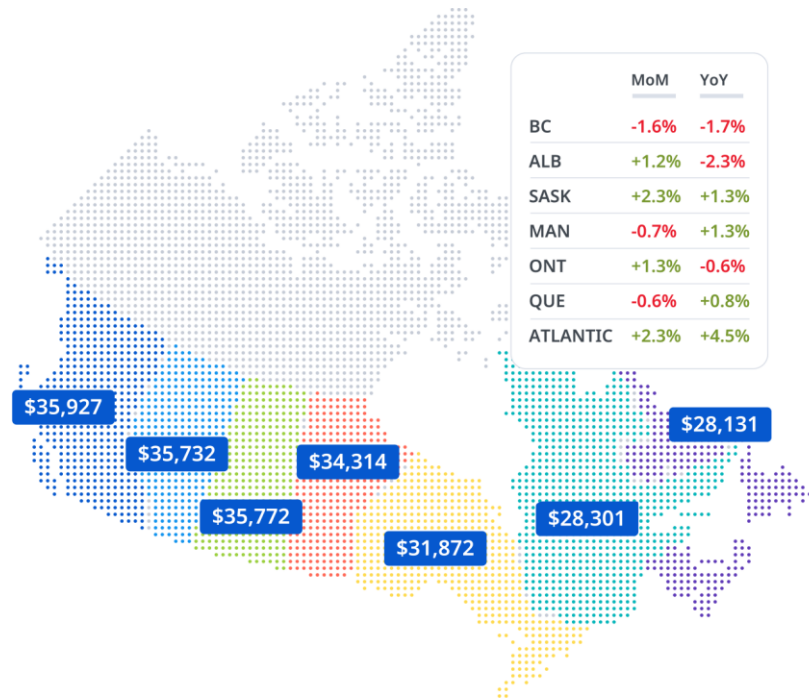 MoM YoY
BC -1.6% -1.7%
ALB +1.2% -2.3%
SASK +2.3% +1.3%
MAN -0.7% +1.3%
ONT +1.3% -0.6%
QUE -0.6% +0.8%
ATLANTIC +2.3% +4.5%
$35,927
$28,131
$35,732
$34,314
$35,772
$28,301
$31,872